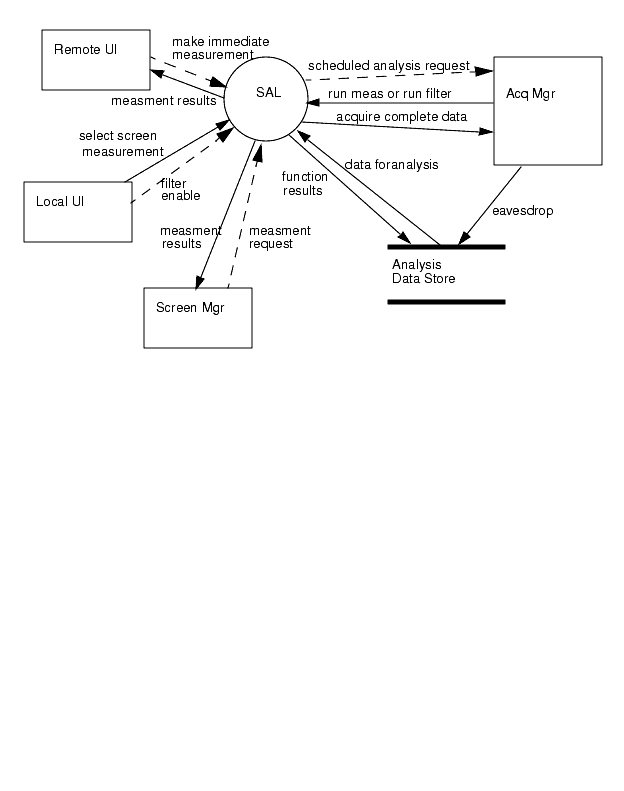 Remote UI
make immediate
measurement
SAL
scheduled analysis request
Acq Mgr
run meas or run filter
measment results
acquire complete data
select screen
measurement
data foranalysis
function
results
filter
enable
Local UI
eavesdrop
measment
results
measment
request
Analysis
Data Store
Screen Mgr